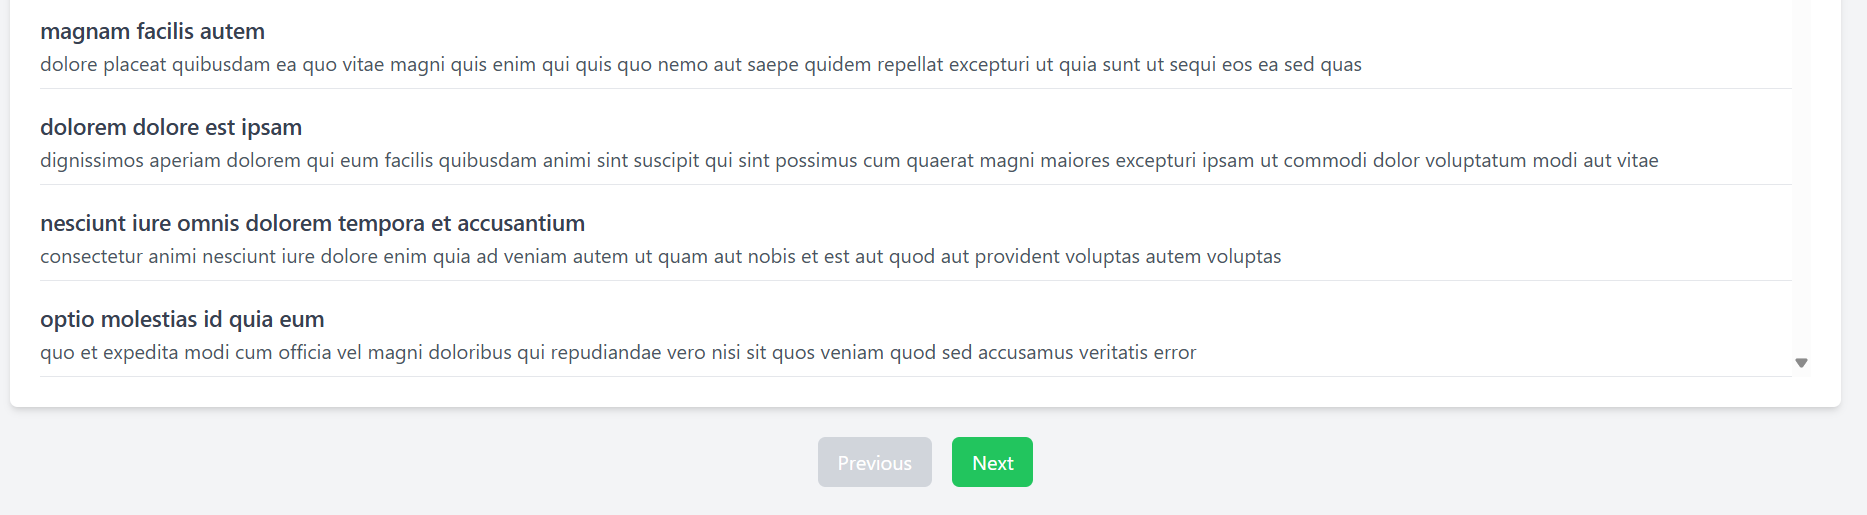 magnam facilis autem
dolore placeat quibusdam ea quo vitae magni quis enim qui quis quo nemo aut saepe quidem repellat excepturi ut quia sunt ut sequi eos ea sed quas
dolorem dolore est ipsam
dignissimos aperiam dolorem qui eum facilis quibusdam animi sint suscipit qui sint possimus cum quaerat magni maiores excepturi ipsam ut commodi dolor voluptatum modi aut vitae
nesciunt iure omnis dolorem tempora et accusantium
consectetur animi nesciunt iure dolore enim quia ad veniam autem ut quam aut nobis et est aut quod aut provident voluptas autem voluptas
optio molestias id quia eum
quo et expedita modi cum officia vel magni doloribus qui repudiandae vero nisi sit quos veniam quod sed accusamus veritatis error
Previous
Next